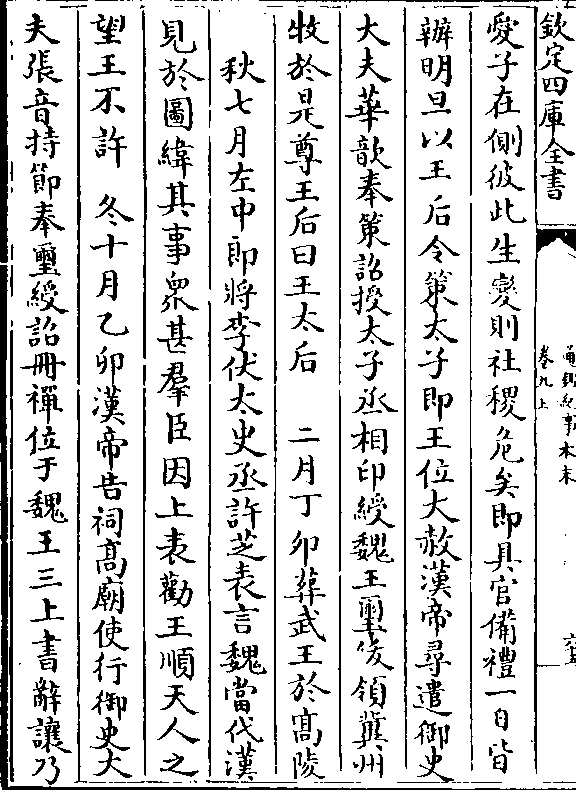 欽定四庫全書
通鑑紀事本末
卷九上
愛子在側彼此生變則社稷危矣即具官備禮一日皆
辦明旦以王后令策太子即王位大赦漢帝尋遣御史
大夫華歆奉策詔授太子丞相印綬魏王璽紱領冀州
牧於是尊王后曰王太后　二月丁卯葬武王於髙陵
秋七月左中郎將李伏太史丞許芝表言魏當代漢
見於圖緯其事衆甚羣臣因上表勸王順天人之
望王不許　冬十月乙卯漢帝告祠髙廟使行御史大
夫張音持節奉璽綬詔冊禪位于魏王三上書辭讓乃